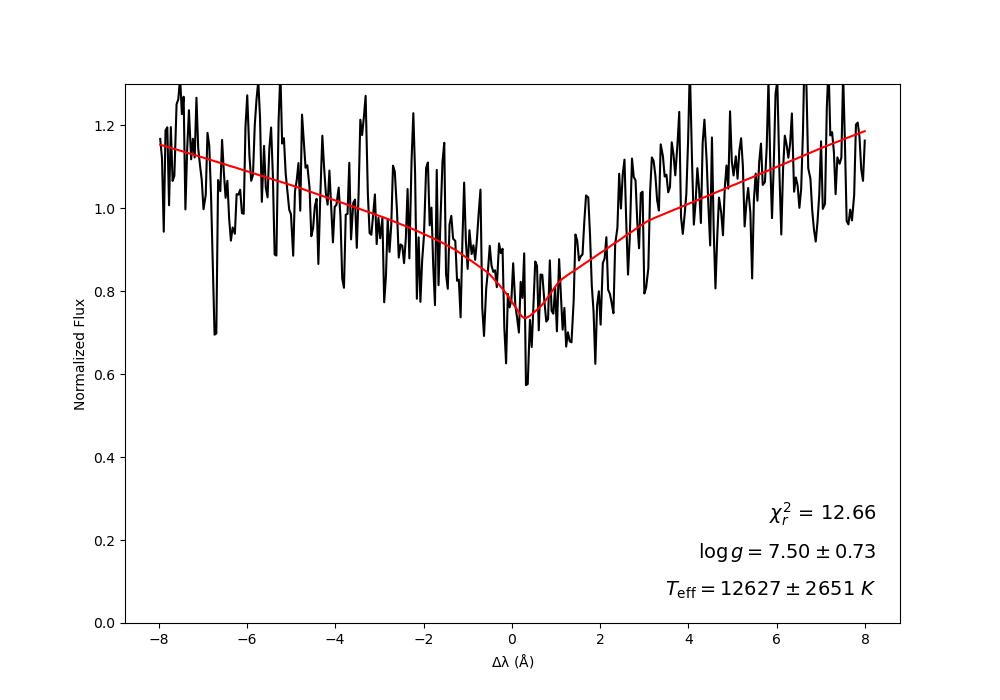 1.2
1.0
0.8
0.6
0.4
0.2
0.0
Normalized Flux
χ²ᵣ = 12.66
log g = 7.50 ± 0.73
T_eff = 12627 ± 2651 K
−8 −6 −4 −2 0 2 4 6 8
Δλ (Å)